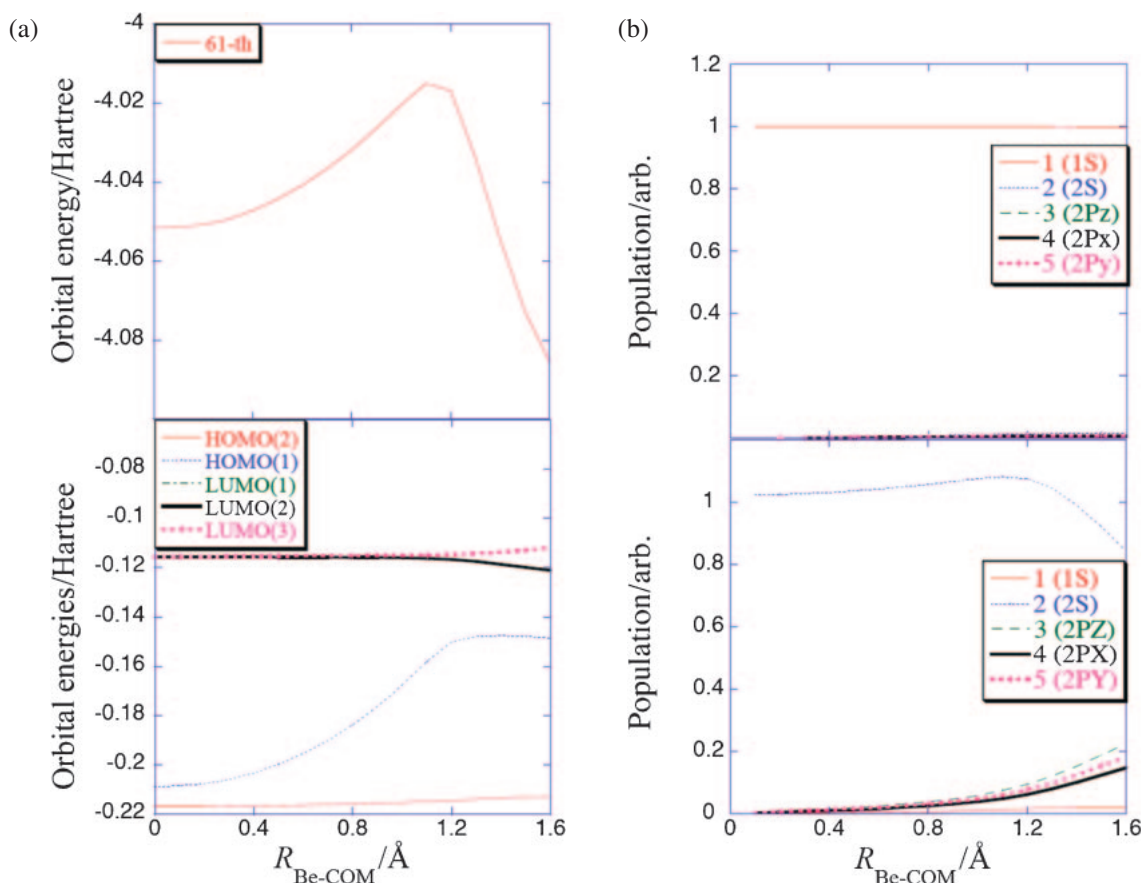 (a)
-4
61-th
-4.02
-4.04
-4.06
-4.08
Orbital energy/Hartree
HOMO(2)
HOMO(1)
LUMO(1)
LUMO(2)
LUMO(3)
-0.08
-0.1
-0.12
-0.14
-0.16
-0.18
-0.2
-0.22
Orbital energies/Hartree
0 0.4 0.8 1.2 1.6
R Be-COM/Å
(b)
1.2
1
0.8
0.6
0.4
0.2
Population/arb.
1 (1S)
2 (2S)
3 (2Pz)
4 (2Px)
5 (2Py)
1
0.8
0.6
0.4
0.2
0
Population/arb.
1 (1S)
2 (2S)
3 (2PZ)
4 (2PX)
5 (2PY)
0 0.4 0.8 1.2 1.6
R Be-COM/Å